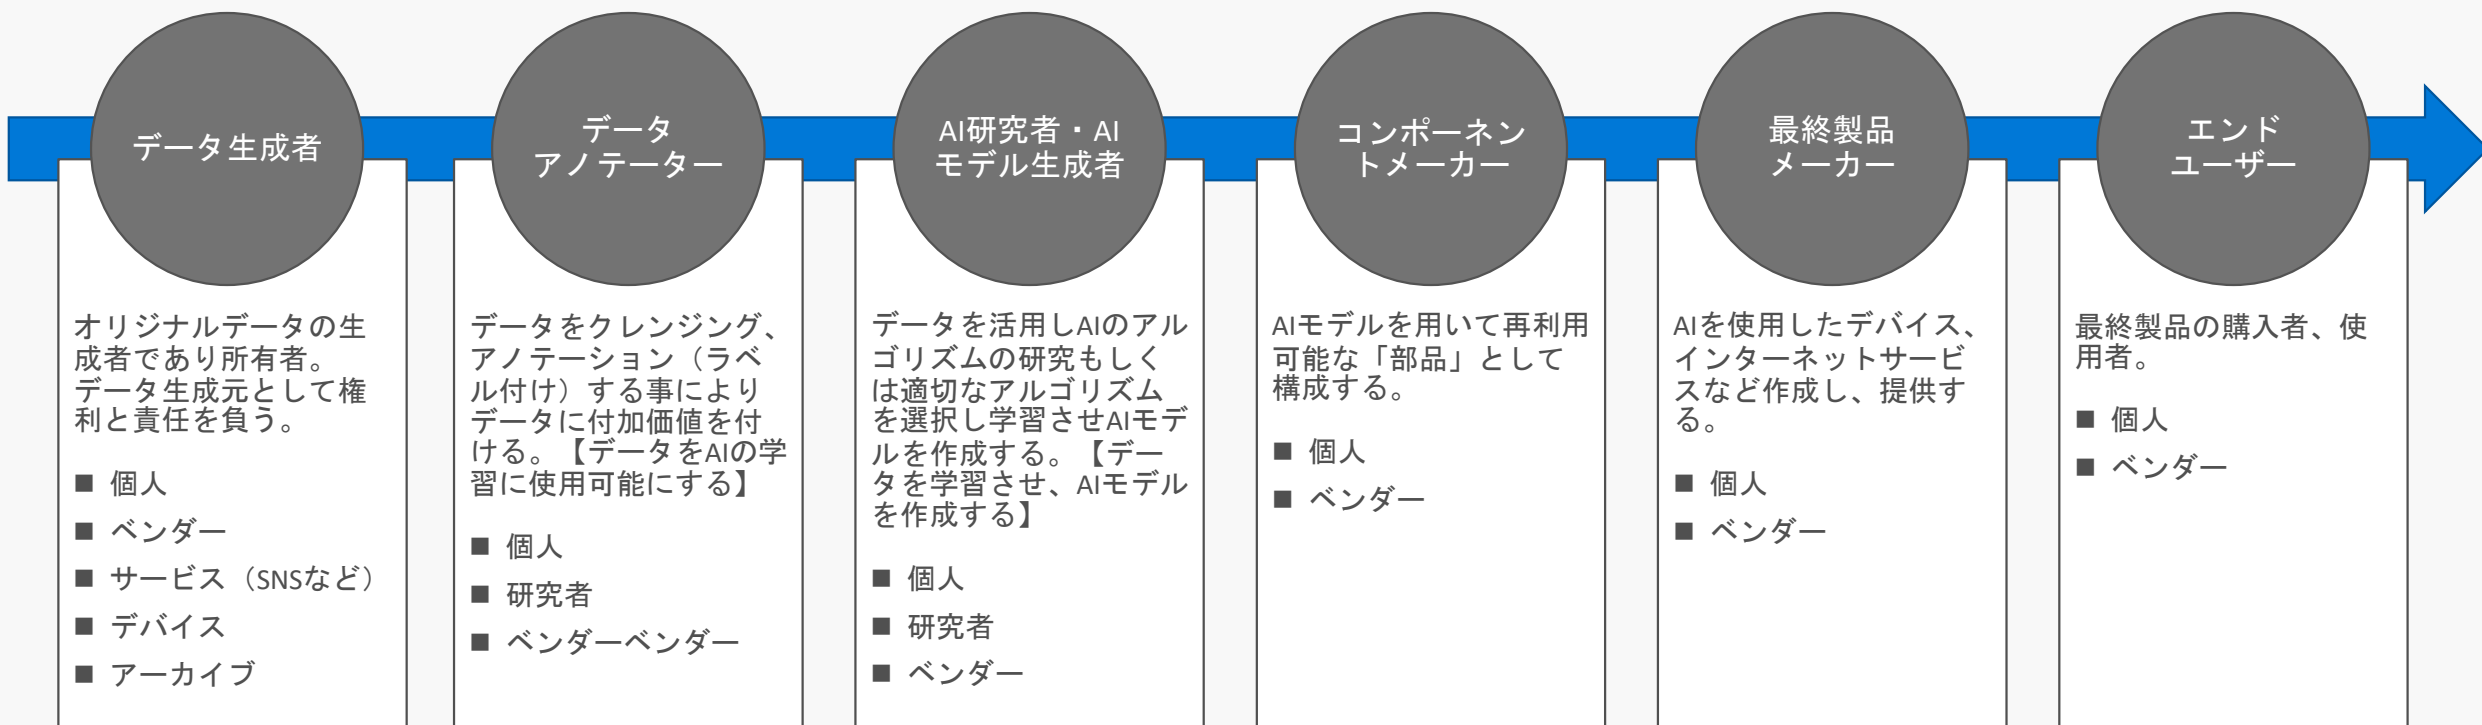 データ生成者
オリジナルデータの生
成者であり所有者。
データ生成元として権
利と責任を負う。
■ 個人
■ ベンダー
■ サービス（SNSなど）
■ デバイス
■ アーカイブ
データ
アノテーター
データをクレンジング、
アノテーション（ラベ
ル付け）する事により
データに付加価値を付
ける。【データをAIの学
習に使用可能にする】
■ 個人
■ 研究者
■ ベンダーベンダー
AI研究者・AI
モデル生成者
データを活用しAIのアル
ゴリズムの研究もしく
は適切なアルゴリズム
を選択し学習させAIモデ
ルを作成する。【デー
タを学習させ、AIモデル
を作成する】
■ 個人
■ 研究者
■ ベンダー
コンポーネン
トメーカー
AIモデルを用いて再利用
可能な「部品」として
構成する。
■ 個人
■ ベンダー
最終製品
メーカー
AIを使用したデバイス、
インターネットサービ
スなど作成し、提供す
る。
■ 個人
■ ベンダー
エンド
ユーザー
最終製品の購入者、使
用者。
■ 個人
■ ベンダー